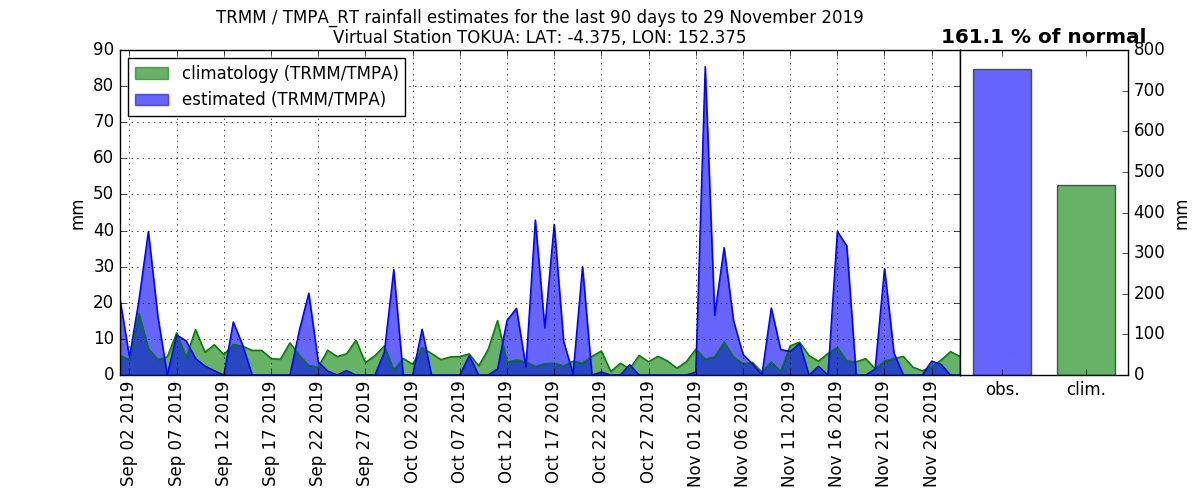 TRMM / TMPA_RT rainfall estimates for the last 90 days to 29 November 2019
Virtual Station TOKUA: LAT: -4.375, LON: 152.375
161.1 % of normal
climatology (TRMM/TMPA)
estimated (TRMM/TMPA)
90
80
70
60
50
40
30
20
10
0
mm
Sep 02 2019
Sep 07 2019
Sep 12 2019
Sep 17 2019
Sep 22 2019
Sep 27 2019
Oct 02 2019
Oct 07 2019
Oct 12 2019
Oct 17 2019
Oct 22 2019
Oct 27 2019
Nov 01 2019
Nov 06 2019
Nov 11 2019
Nov 16 2019
Nov 21 2019
Nov 26 2019
obs.
clim.
800
700
600
500
400
300
200
100
0
mm